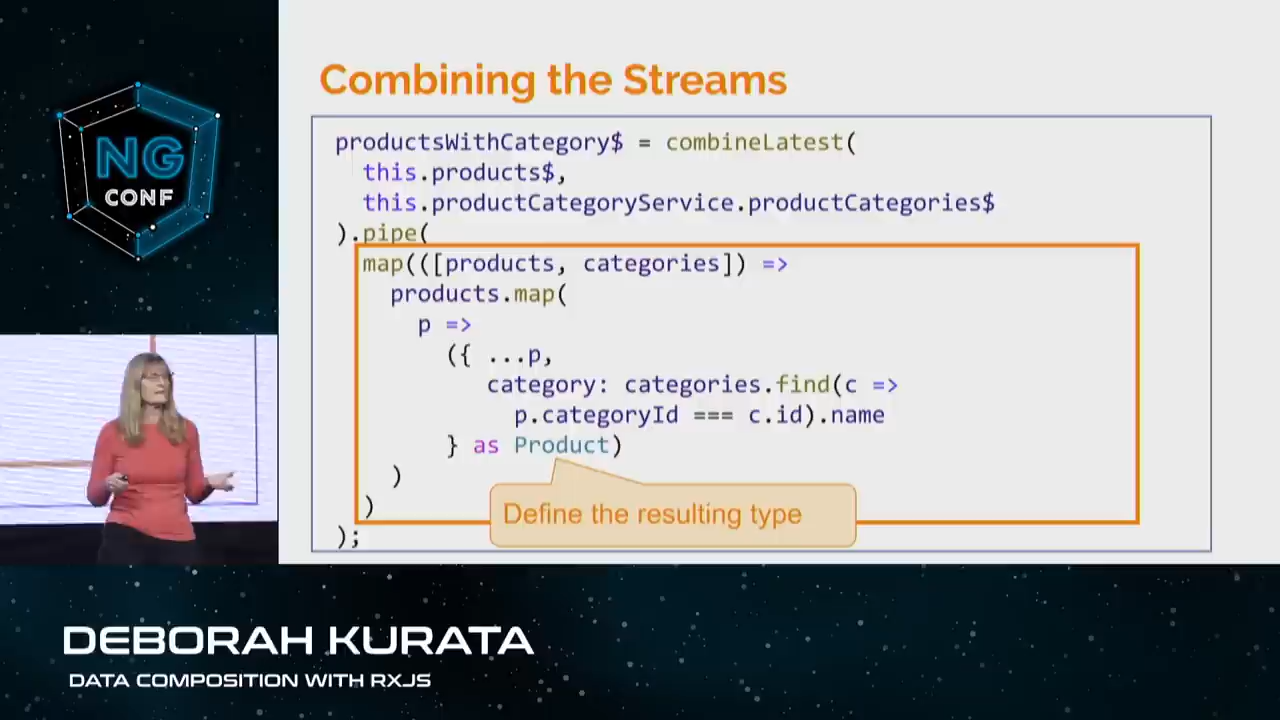 NG
CONF
Combining the Streams
productsWithCategory$ = combineLatest(
this.products$,
this.productCategoryService.productCategories$
).pipe(
map(([products, categories]) =>
products.map(
p =>
({ ...p,
category: categories.find(c =>
p.categoryId === c.id).name
} as Product)
)
)
);
Define the resulting type
DEBORAH KURATA
DATA COMPOSITION WITH RXJS